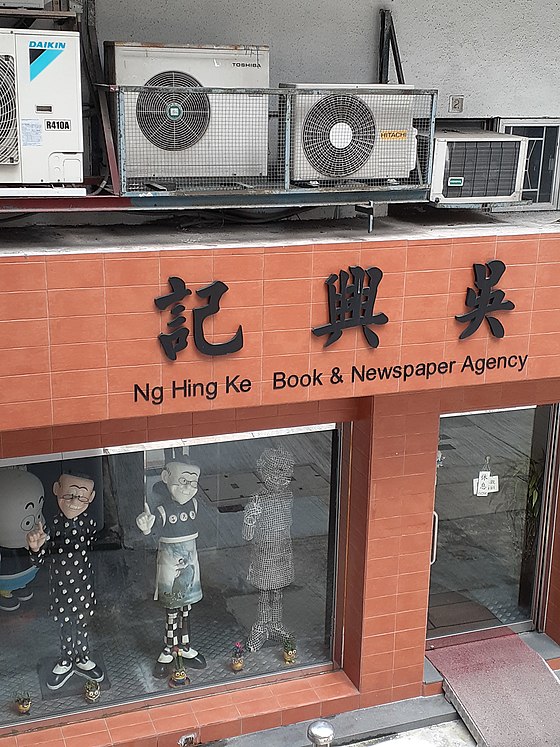 DAIKIN
R410A
TOSHIBA
HITACHI
記興吳
Ng Hing Ke Book & Newspaper Agency